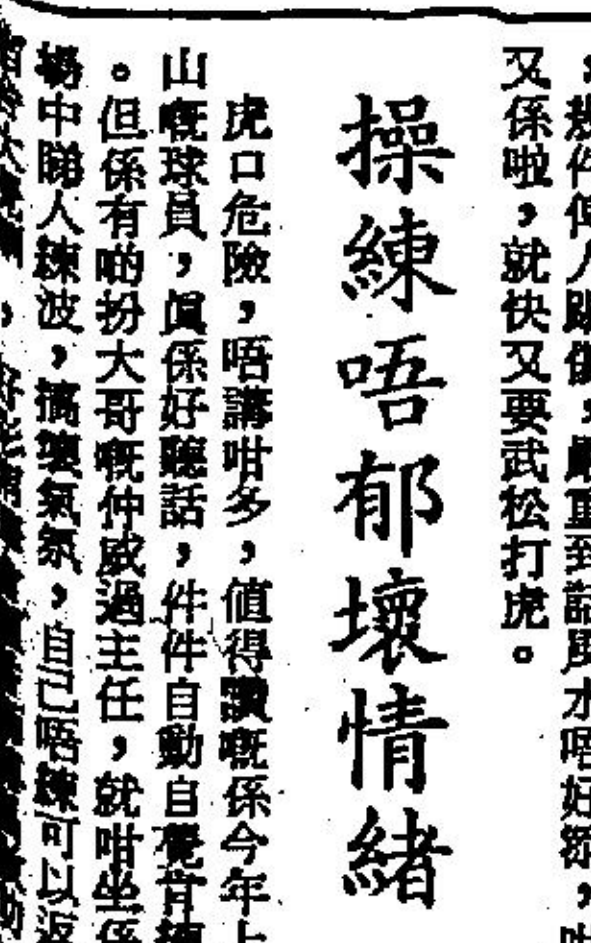 又係啦，就快又要武松打虎。
操練唔郁壞情緒
虎口危險，唔講咁多，值得讚嘅係今年上
山嘅球員，眞係好聽話，件件自動自覺肯練
。但係有啲扮大哥嘅仲威過主任，就咁坐係
場中睇人練波，搞壞氣氛，自己唔練可以返